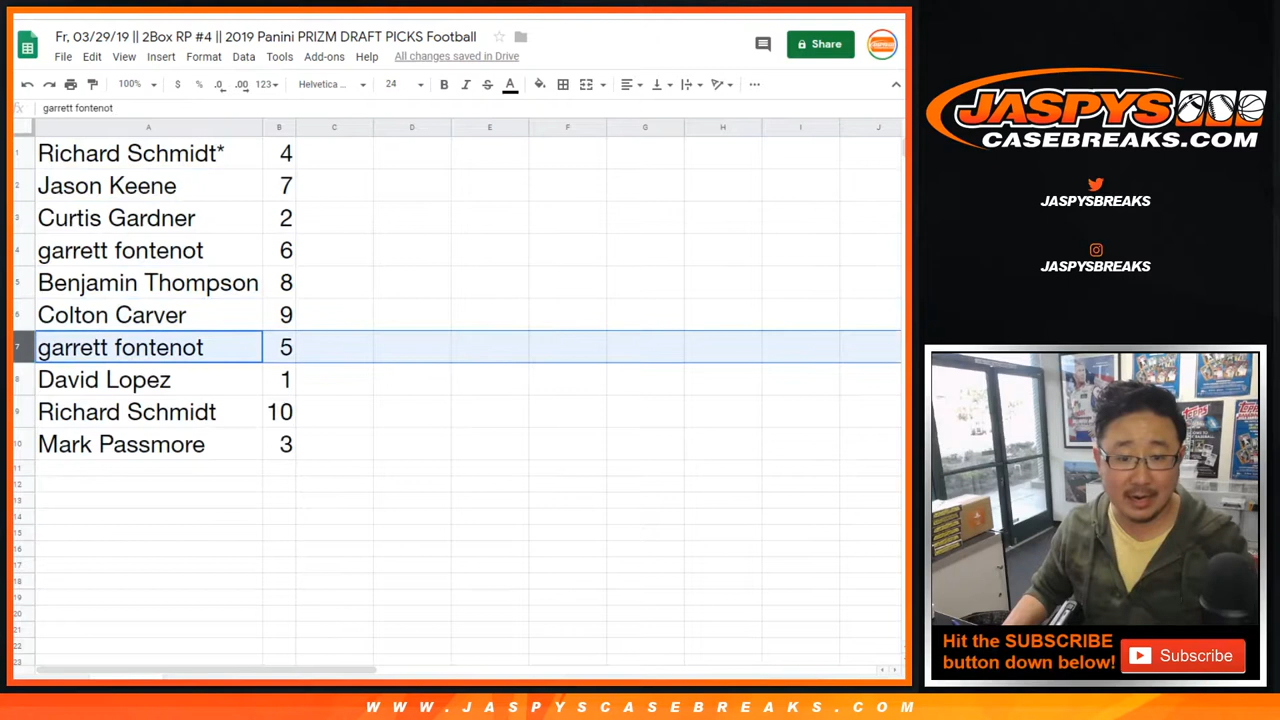 Fr, 03/29/19 || 2Box RP #4 || 2019 Panini PRIZM DRAFT PICKS Football
File Edit View Insert Format Data Tools Add-ons Help All changes saved in Drive
Share
100% $ % .0 .00 123 Helvetica... 24 B I S A
fx garrett fontenot
A B C D E F G H I J
1 Richard Schmidt* 4
2 Jason Keene 7
3 Curtis Gardner 2
4 garrett fontenot 6
5 Benjamin Thompson 8
6 Colton Carver 9
7 garrett fontenot 5
8 David Lopez 1
9 Richard Schmidt 10
10 Mark Passmore 3
11
12
13
14
15
16
17
18
19
20
21
22
23
JASPYS
CASEBREAKS.COM
JASPYSBREAKS
JASPYSBREAKS
Topps
Hit the SUBSCRIBE
button down below!
Subscribe
WWW.JASPYSCASEBREAKS.COM